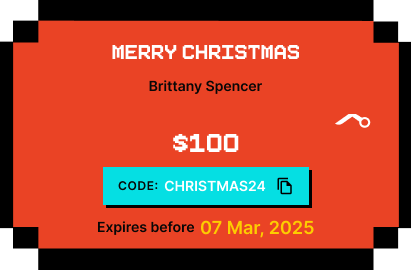 MERRY CHRISTMAS
Brittany Spencer
$100
CODE: CHRISTMAS24
Expires before 07 Mar, 2025